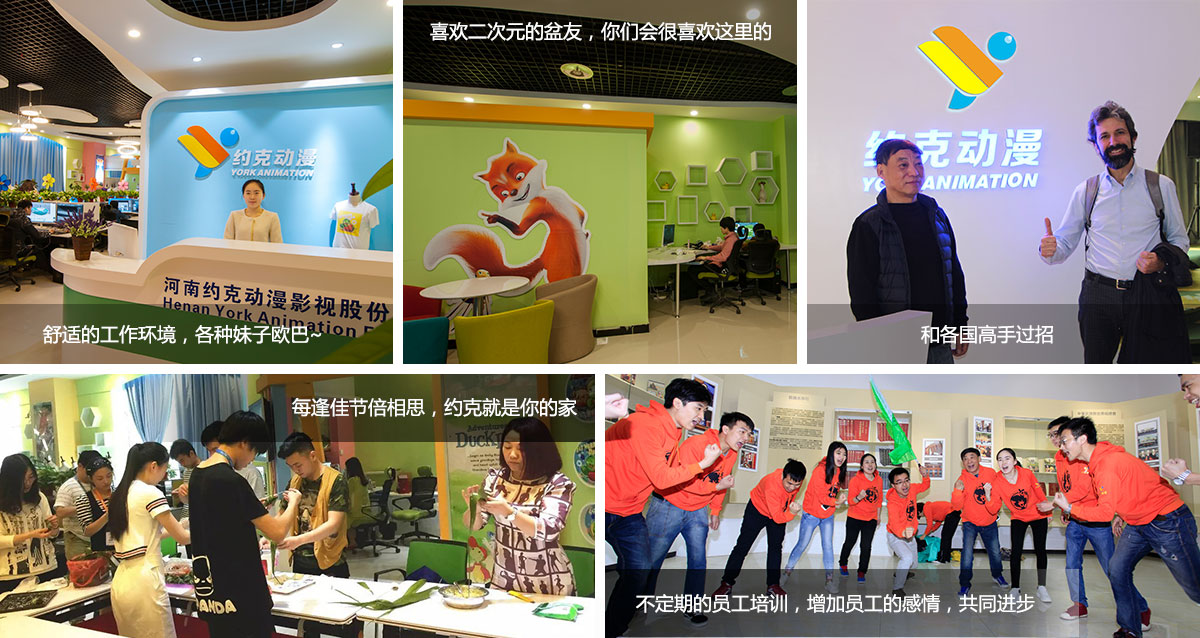 约克动漫
YORK ANIMATION
河南约克动漫影视股份
Henan York Animation F
舒适的工作环境，各种妹子欧巴~
喜欢二次元的盆友，你们会很喜欢这里的
约克动漫
YORK ANIMATION
和各国高手过招
每逢佳节倍相思，约克就是你的家
Adventures
DUCK
PANDA
不定期的员工培训，增加员工的感情，共同进步